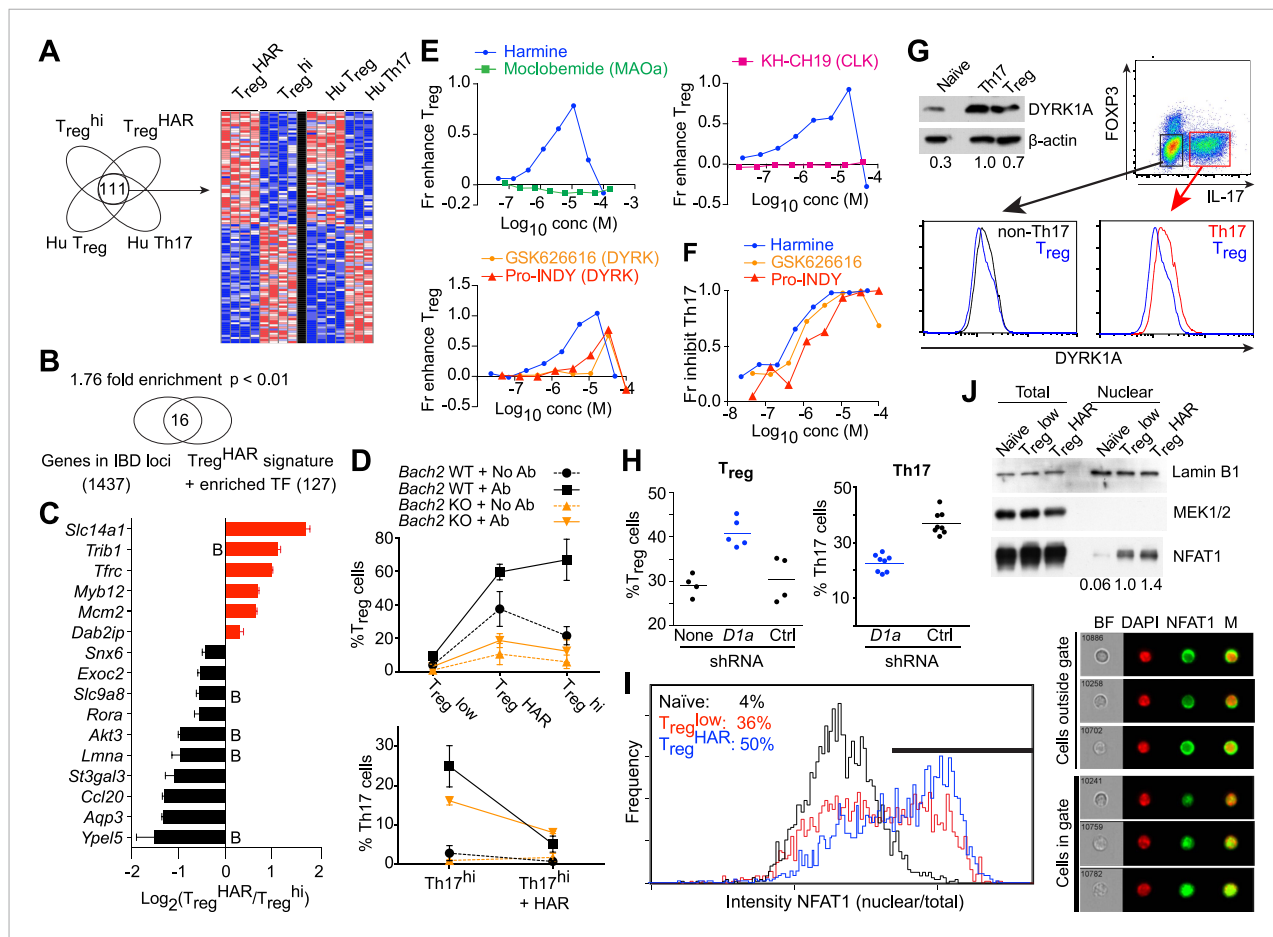 A
Treg HAR
Treg hi
Hu Treg
Hu Th17
Treg hi
Treg HAR
111
Hu Treg
Hu Th17
B
1.76 fold enrichment p < 0.01
16
Genes in IBD loci
(1437)
Treg HAR signature
+ enriched TF (127)
C
Slc14a1
Trib1
B
Tfrc
Myb12
Mcm2
Dab2ip
Snx6
Exoc2
Slc9a8
B
Rora
Akt3
B
Lmna
B
St3gal3
Ccl20
Aqp3
Ypel5
B
-2 -1 0 1 2
Log2(Treg HAR/Treg hi)
D
Bach2 WT + No Ab
Bach2 WT + Ab
Bach2 KO + No Ab
Bach2 KO + Ab
%Treg cells
80
60
40
20
0
Treg low
Treg HAR
Treg hi
% Th17 cells
40
30
20
10
0
Th17hi
Th17hi
+ HAR
E
Harmine
Moclobemide (MAOa)
Fr enhance Treg
1.0
0.5
0.0
-0.2
-7 -6 -5 -4 -3
Log10 conc (M)
KH-CH19 (CLK)
Fr enhance Treg
1.0
0.5
0.0
-0.2
-7 -6 -5 -4
Log10 conc (M)
GSK626616 (DYRK)
Pro-INDY (DYRK)
Fr enhance Treg
1.5
1.0
0.5
0.0
-0.5
-7 -6 -5 -4
Log10 conc (M)
F
Harmine
GSK626616
Pro-INDY
Fr inhibit Th17
1.0
0.5
0.0
-8 -7 -6 -5 -4 -3
Log10 conc (M)
G
Naïve
Th17
Treg
DYRK1A
β-actin
0.3 1.0 0.7
FOXP3
IL-17
non-Th17
Treg
Th17
Treg
DYRK1A
H
Treg
%Treg cells
50
40
30
None D1a Ctrl
shRNA
Th17
% Th17 cells
50
40
30
20
10
D1a Ctrl
shRNA
I
Naïve: 4%
Treg low: 36%
Treg HAR: 50%
Frequency
Intensity NFAT1 (nuclear/total)
J
Total Nuclear
Naïve
Treg low
Treg HAR
Naïve
Treg low
Treg HAR
Lamin B1
MEK1/2
NFAT1
0.06 1.0 1.4
BF DAPI NFAT1 M
Cells outside gate
10886
10258
10702
Cells in gate
10241
10759
10782